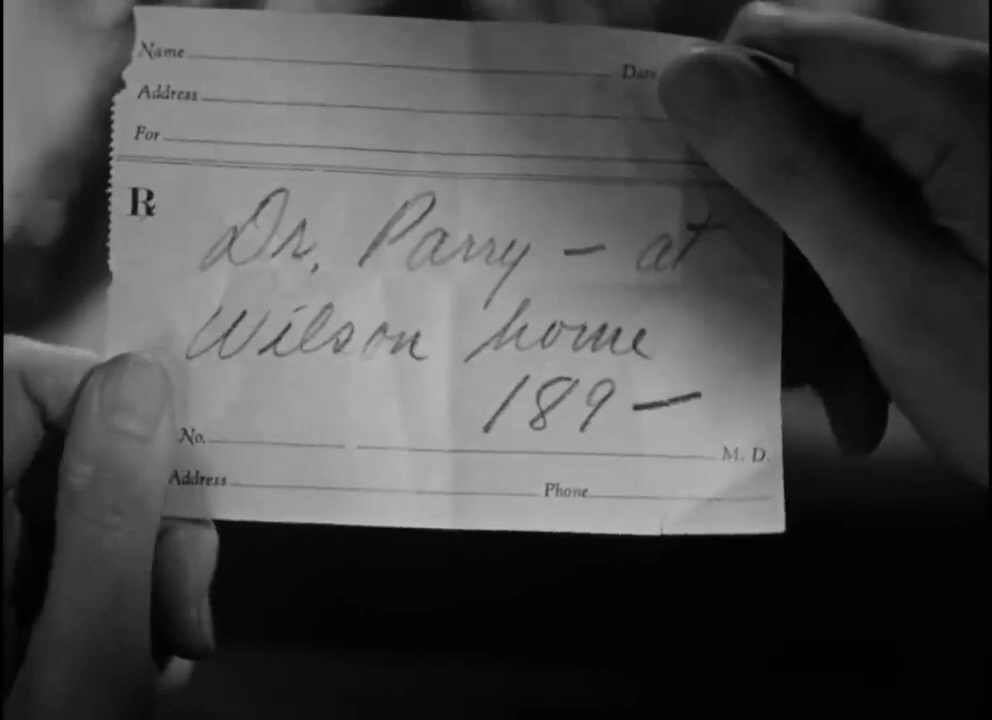 Name Date
Address
For
℞
Dr. Parry – at
Wilson home
189 –
No. M. D.
Address Phone